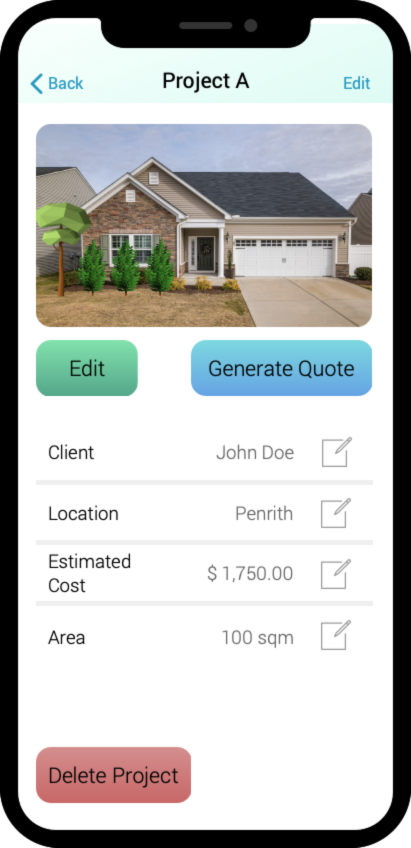 Back
Project A
Edit
Edit
Generate Quote
Client
John Doe
Location
Penrith
Estimated
Cost
$ 1,750.00
Area
100 sqm
Delete Project